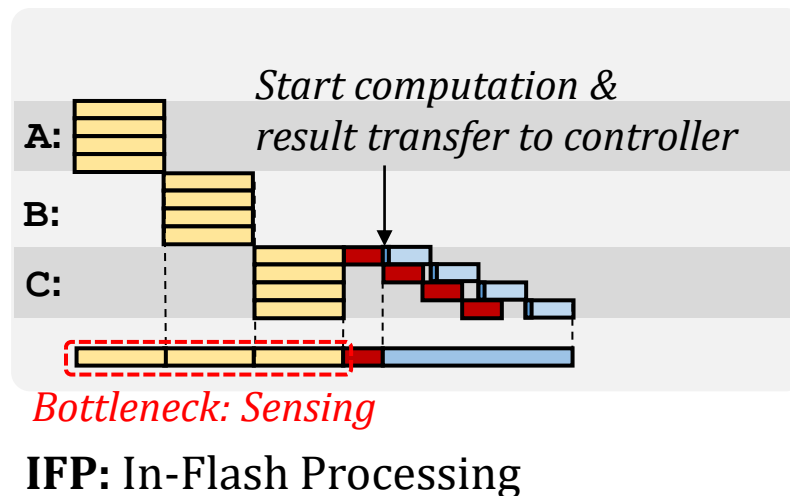 Start computation &
result transfer to controller
A:
B:
C:
Bottleneck: Sensing
IFP: In-Flash Processing